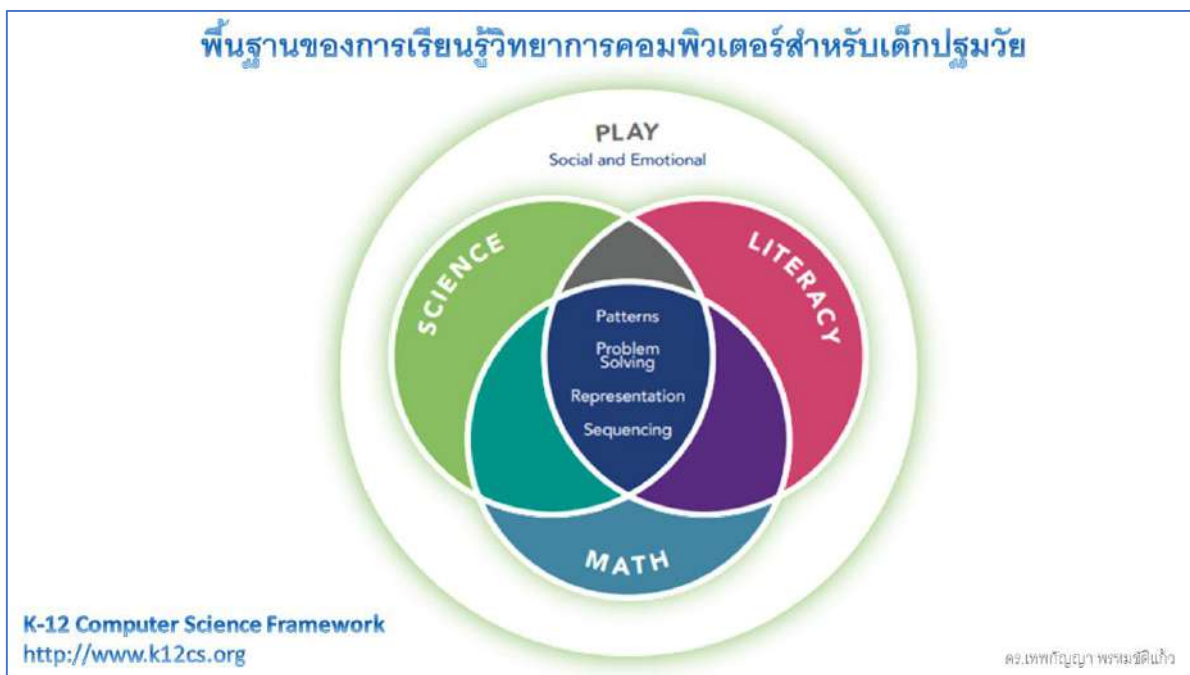 พื้นฐานของการเรียนรู้วิทยาการคอมพิวเตอร์สำหรับเด็กปฐมวัย
PLAY
Social and Emotional
SCIENCE
LITERACY
Patterns
Problem
Solving
Representation
Sequencing
MATH
K-12 Computer Science Framework
http://www.k12cs.org
ดร.เทพกัญญา พรหมขัติแก้ว